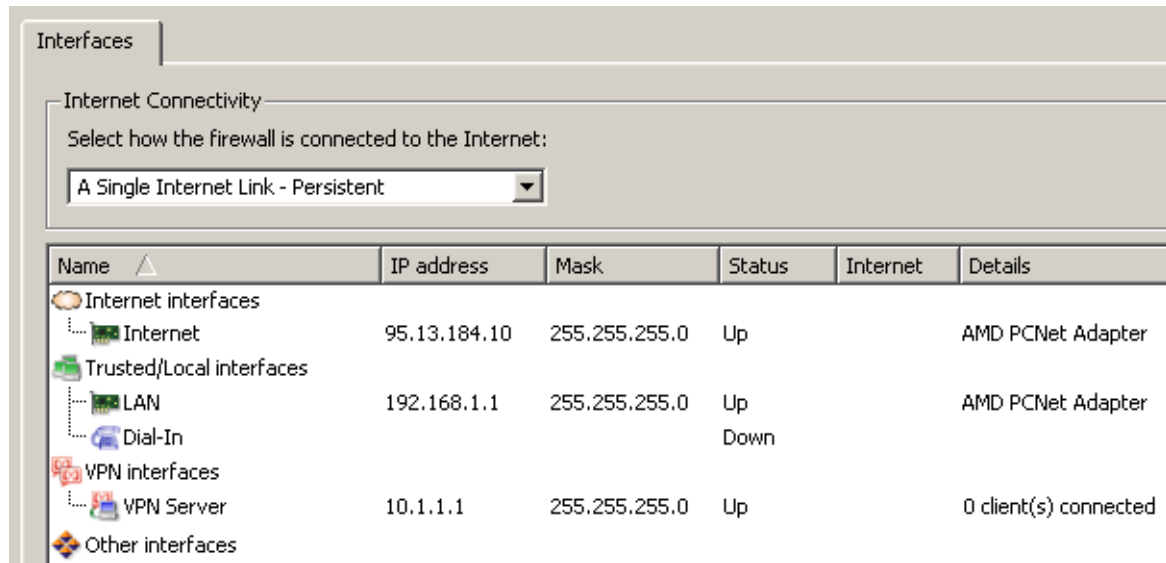 Interfaces
Internet Connectivity
Select how the firewall is connected to the Internet:
A Single Internet Link - Persistent
Name IP address Mask Status Internet Details
Internet interfaces
Internet 95.13.184.10 255.255.255.0 Up AMD PCNet Adapter
Trusted/Local interfaces
LAN 192.168.1.1 255.255.255.0 Up AMD PCNet Adapter
Dial-In Down
VPN interfaces
VPN Server 10.1.1.1 255.255.255.0 Up 0 client(s) connected
Other interfaces